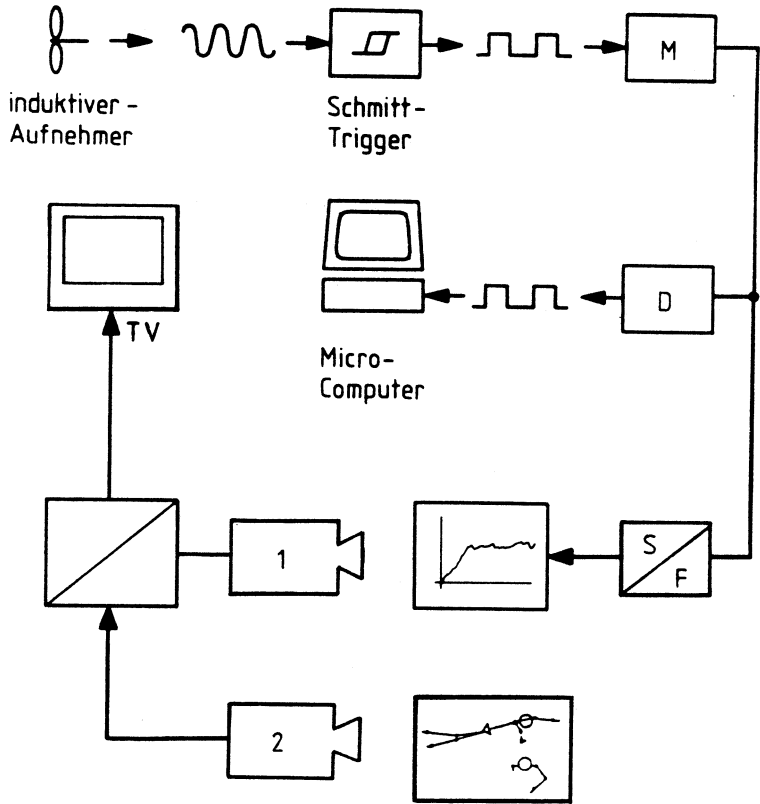 M
induktiver -
Aufnehmer
Schmitt-
Trigger
D
TV
Micro-
Computer
1
S
F
2